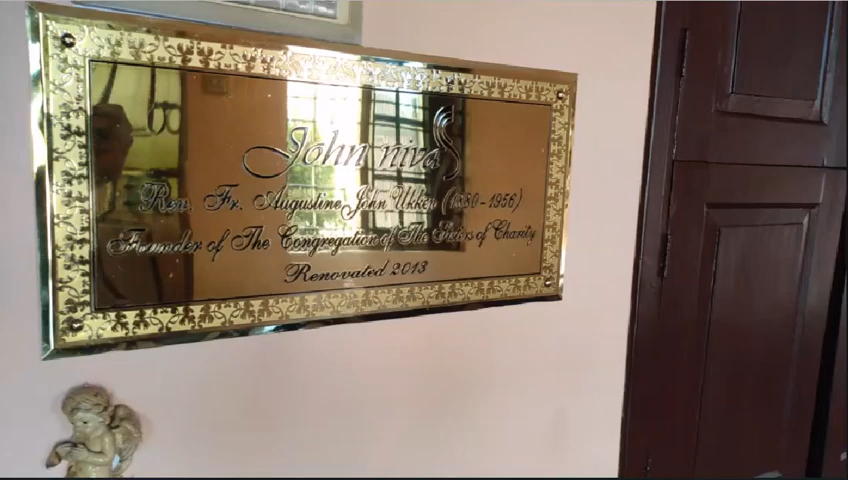 John nivaS
Rev. Fr. Augustine John Ukken (1880-1956)
Founder of The Congregation of The Sisters of Charity
Renovated 2013